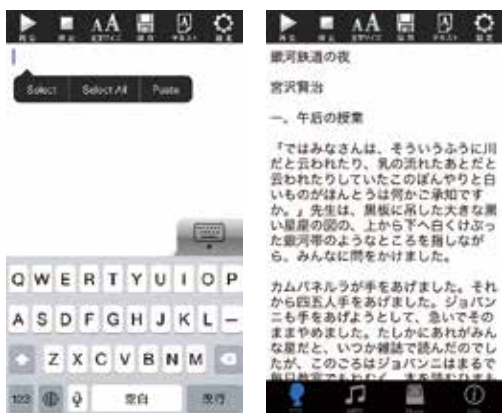 AA
Select Select All Paste
Q W E R T Y U I O P
A S D F G H J K L ー
Z X C V B N M
123 空白 改行
AA
銀河鉄道の夜
宮沢賢治
一、午后の授業
「ではみなさんは、そういうふうに川
だと云われたり、乳の流れたあとだと
云われたりしていたこのぼんやりと白
いものがほんとうは何かご承知です
か。」先生は、黒板に吊した大きな黒
い星座の図の、上から下へ白くけぶっ
た銀河帯のようなところを指しなが
ら、みんなに問をかけました。
カムパネルラが手をあげました。それ
から四五人手をあげました。ジョバン
ニも手をあげようとして、急いでその
ままやめました。たしかにあれがみん
な星だと、いつか雑誌で読んだのでし
たが、このごろはジョバンニはまるで